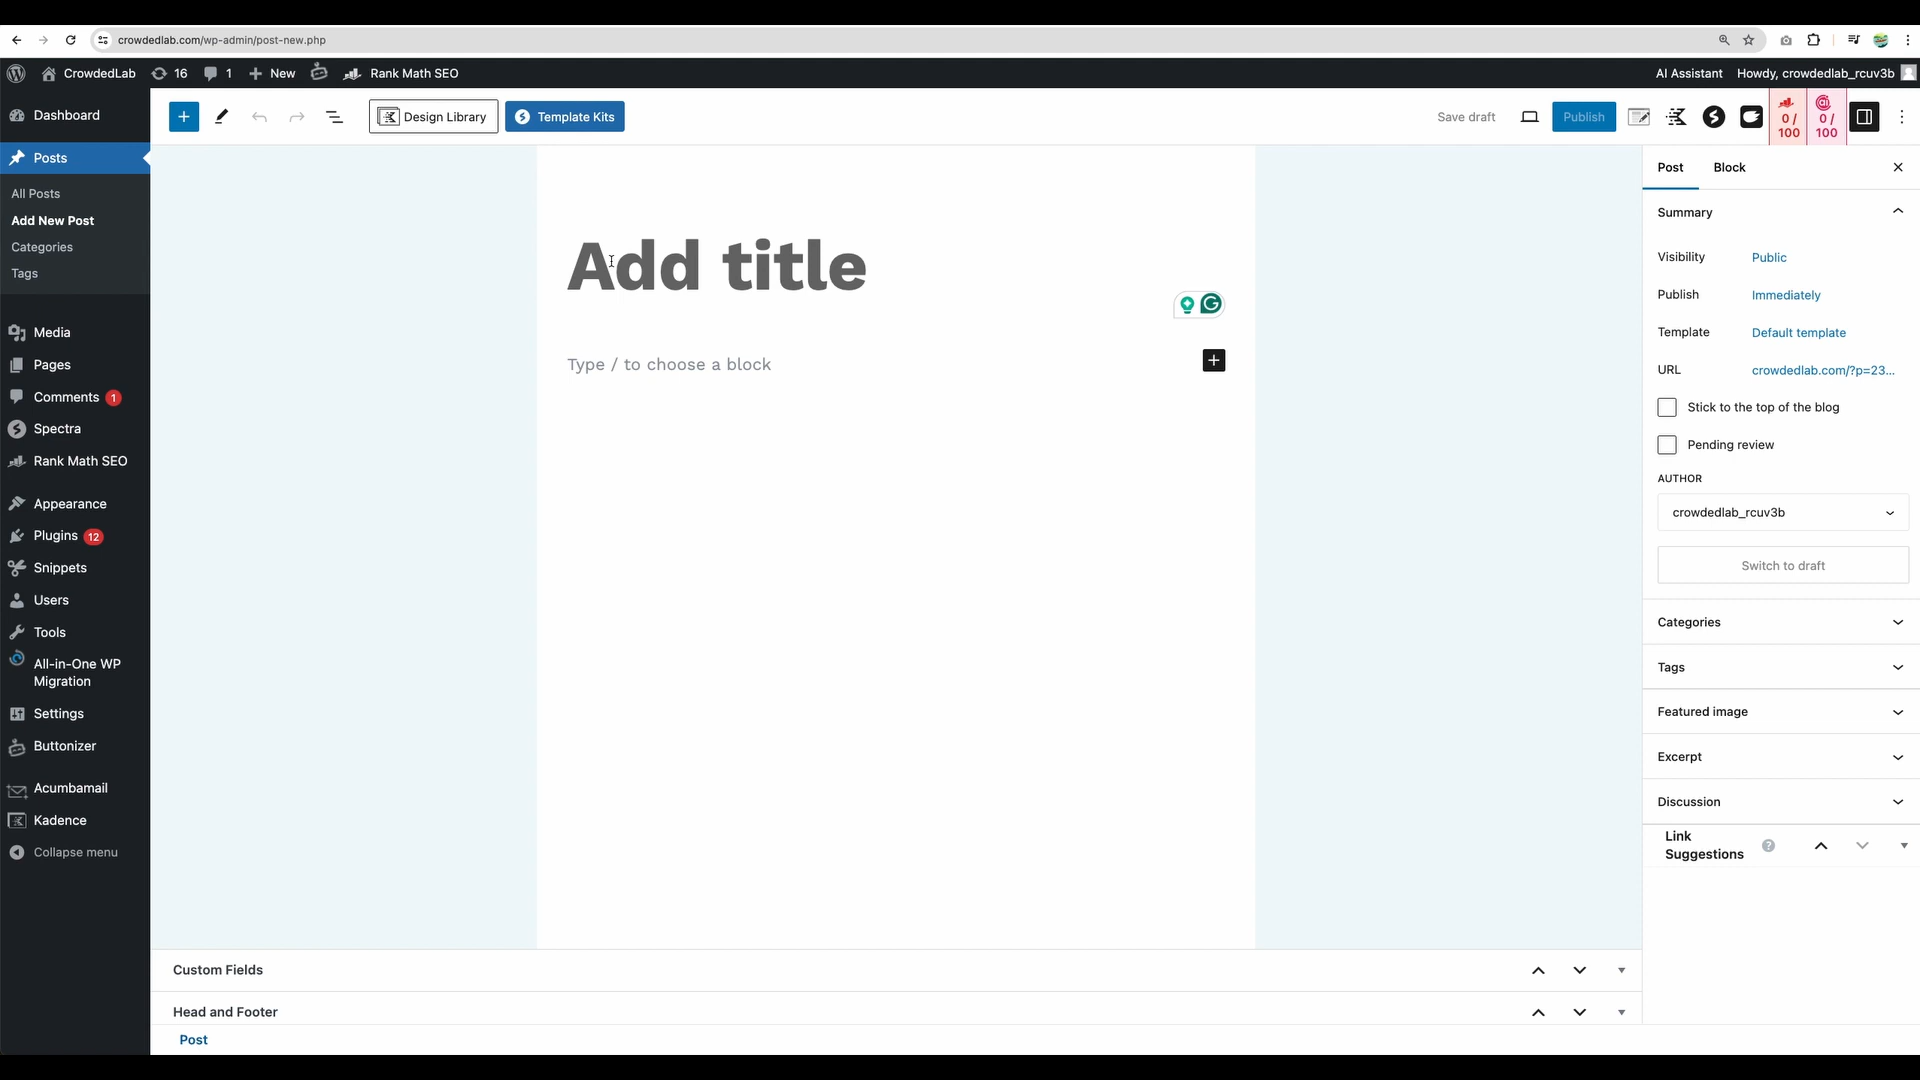 crowdedlab.com/wp-admin/post-new.php
CrowdedLab
16
1
New
Rank Math SEO
AI Assistant
Howdy, crowdedlab_rcuv3b
Dashboard
Posts
All Posts
Add New Post
Categories
Tags
Media
Pages
Comments 1
Spectra
Rank Math SEO
Appearance
Plugins 12
Snippets
Users
Tools
All-in-One WP
Migration
Settings
Buttonizer
Acumbamail
Kadence
Collapse menu
Design Library
Template Kits
Save draft
Publish
0 /
100
0 /
100
Add title
Type / to choose a block
Post
Block
Summary
Visibility
Public
Publish
Immediately
Template
Default template
URL
crowdedlab.com/?p=23...
Stick to the top of the blog
Pending review
AUTHOR
crowdedlab_rcuv3b
Switch to draft
Categories
Tags
Featured image
Excerpt
Discussion
Link
Suggestions
?
Custom Fields
Head and Footer
Post